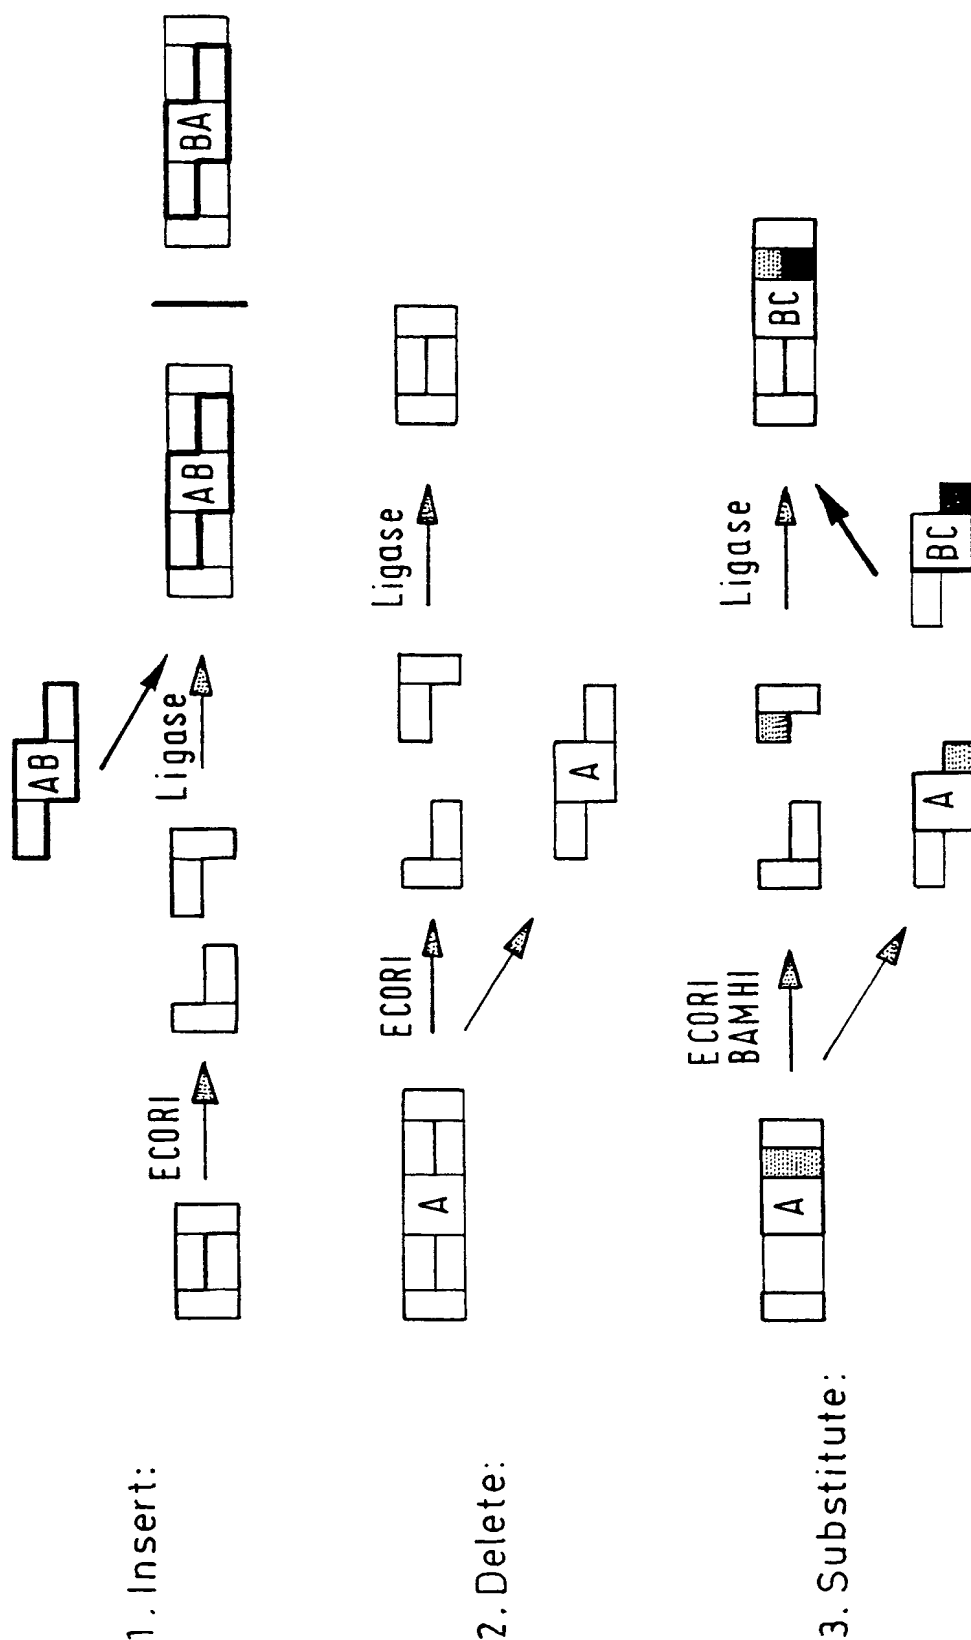 1. Insert:
ECORI
AB
Ligase
AB
BA
2. Delete:
A
ECORI
A
Ligase
3. Substitute:
A
ECORI
BAMHI
A
BC
Ligase
BC